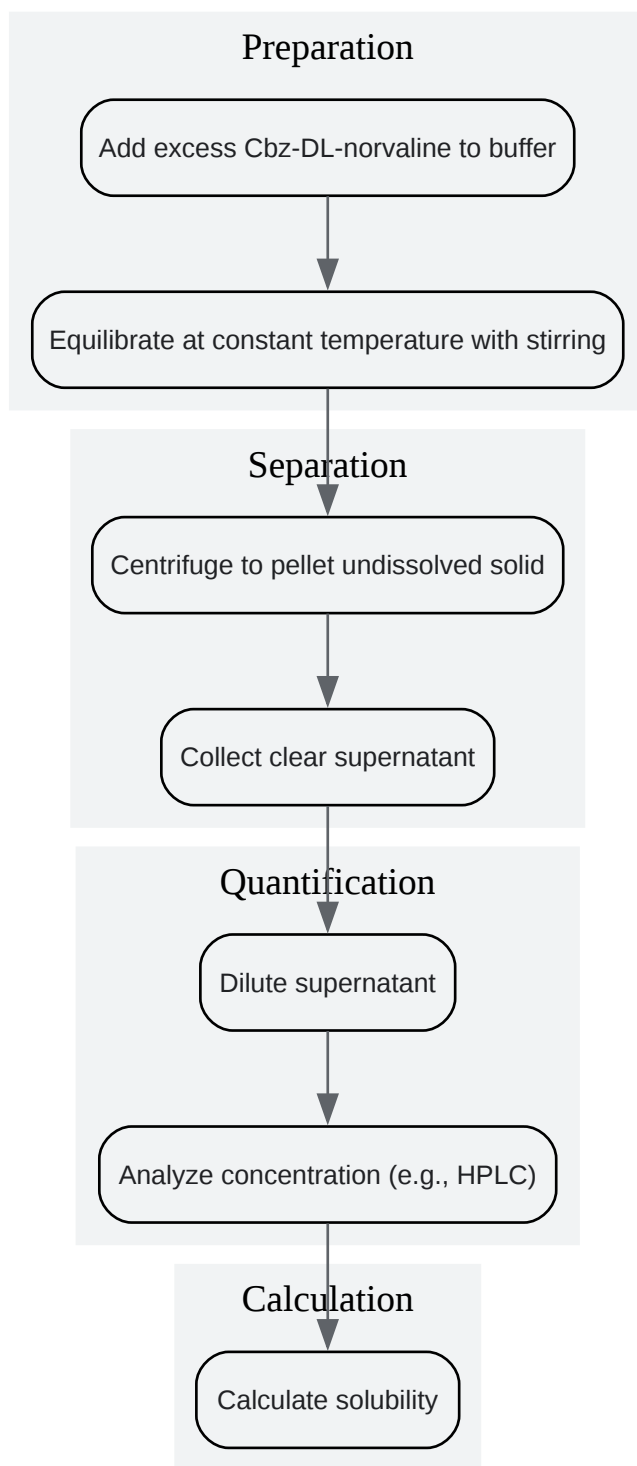 Preparation
Add excess Cbz-DL-norvaline to buffer
Equilibrate at constant temperature with stirring
Separation
Centrifuge to pellet undissolved solid
Collect clear supernatant
Quantification
Dilute supernatant
Analyze concentration (e.g., HPLC)
Calculation
Calculate solubility